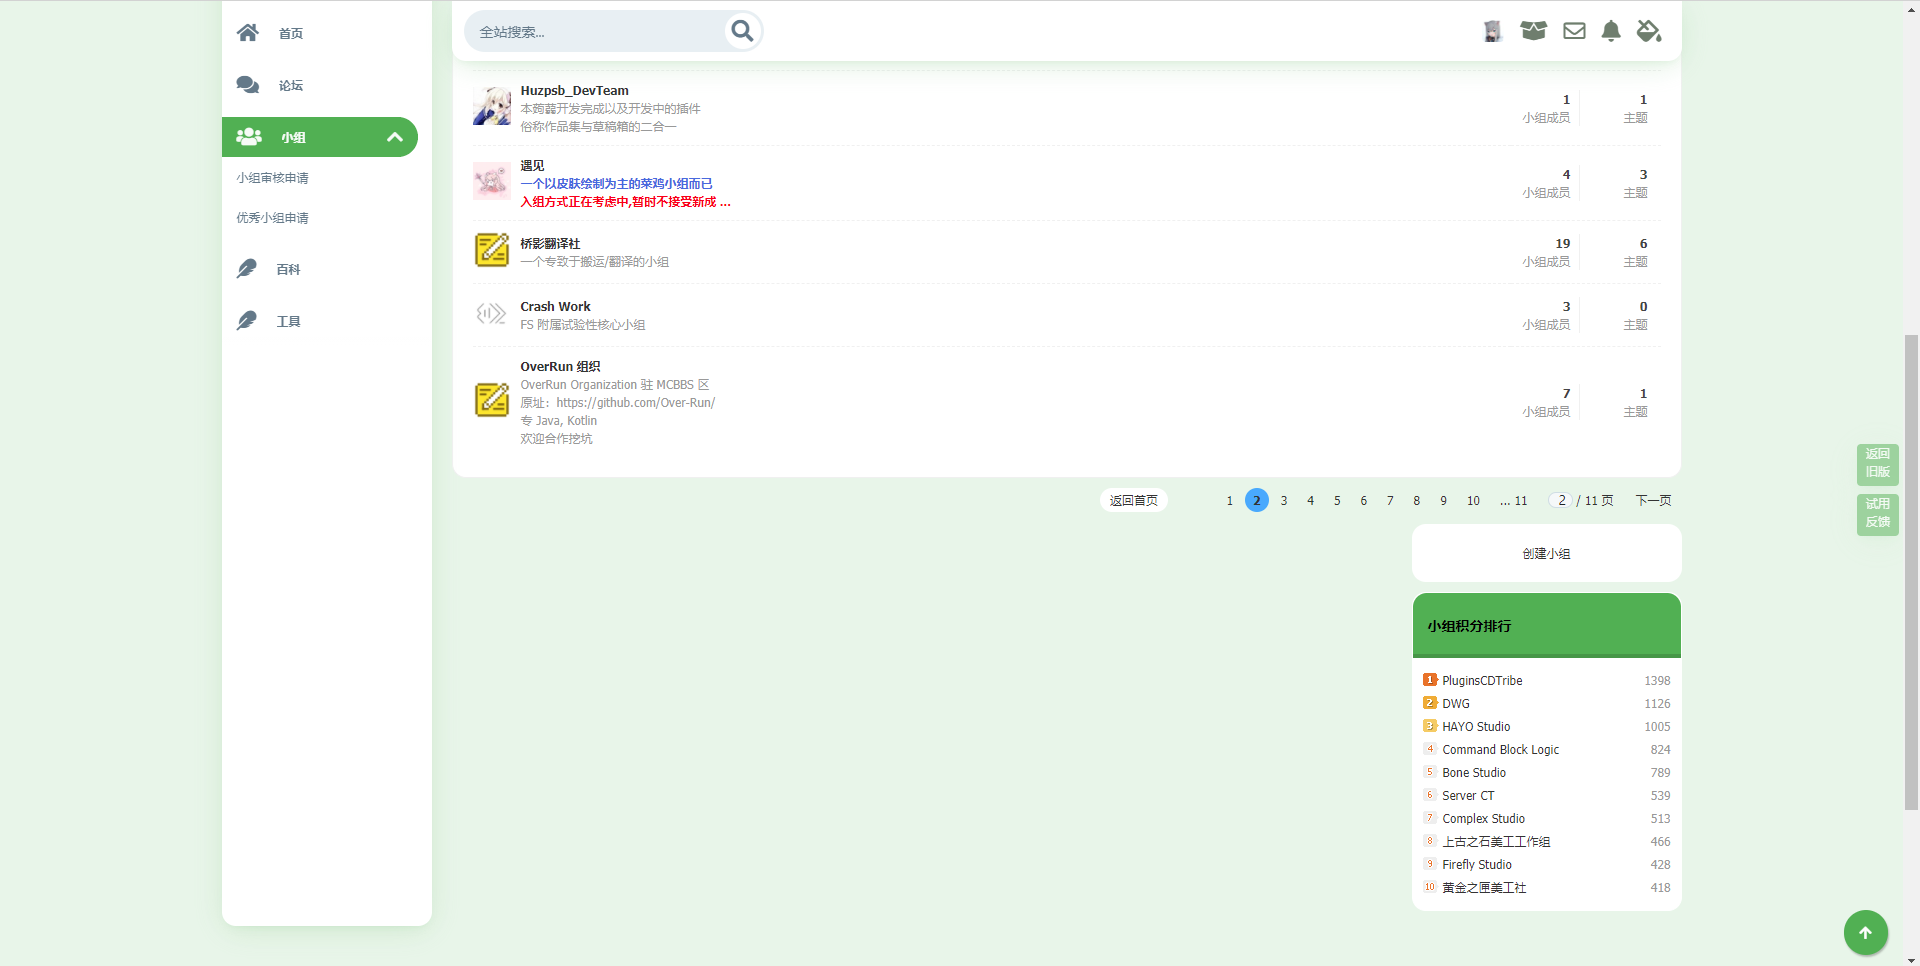 首页
论坛
小组
小组审核申请
优秀小组申请
百科
工具
全站搜索...
Huzpsb_DevTeam
本蒟蒻开发完成以及开发中的插件
俗称作品集与草稿箱的二合一
1
小组成员
1
主题
遇见
一个以皮肤绘制为主的菜鸡小组而已
入组方式正在考虑中,暂时不接受新成 ...
4
小组成员
3
主题
桥影翻译社
一个专致于搬运/翻译的小组
19
小组成员
6
主题
Crash Work
FS 附属试验性核心小组
3
小组成员
0
主题
OverRun 组织
OverRun Organization 驻 MCBBS 区
原址：https://github.com/Over-Run/
专 Java, Kotlin
欢迎合作挖坑
7
小组成员
1
主题
返回首页 1 2 3 4 5 6 7 8 9 10 ... 11 2 / 11 页 下一页
返回
旧版
试用
反馈
创建小组
小组积分排行
1 PluginsCDTribe 1398
2 DWG 1126
3 HAYO Studio 1005
4 Command Block Logic 824
5 Bone Studio 789
6 Server CT 539
7 Complex Studio 513
8 上古之石美工工作组 466
9 Firefly Studio 428
10 黄金之匣美工社 418